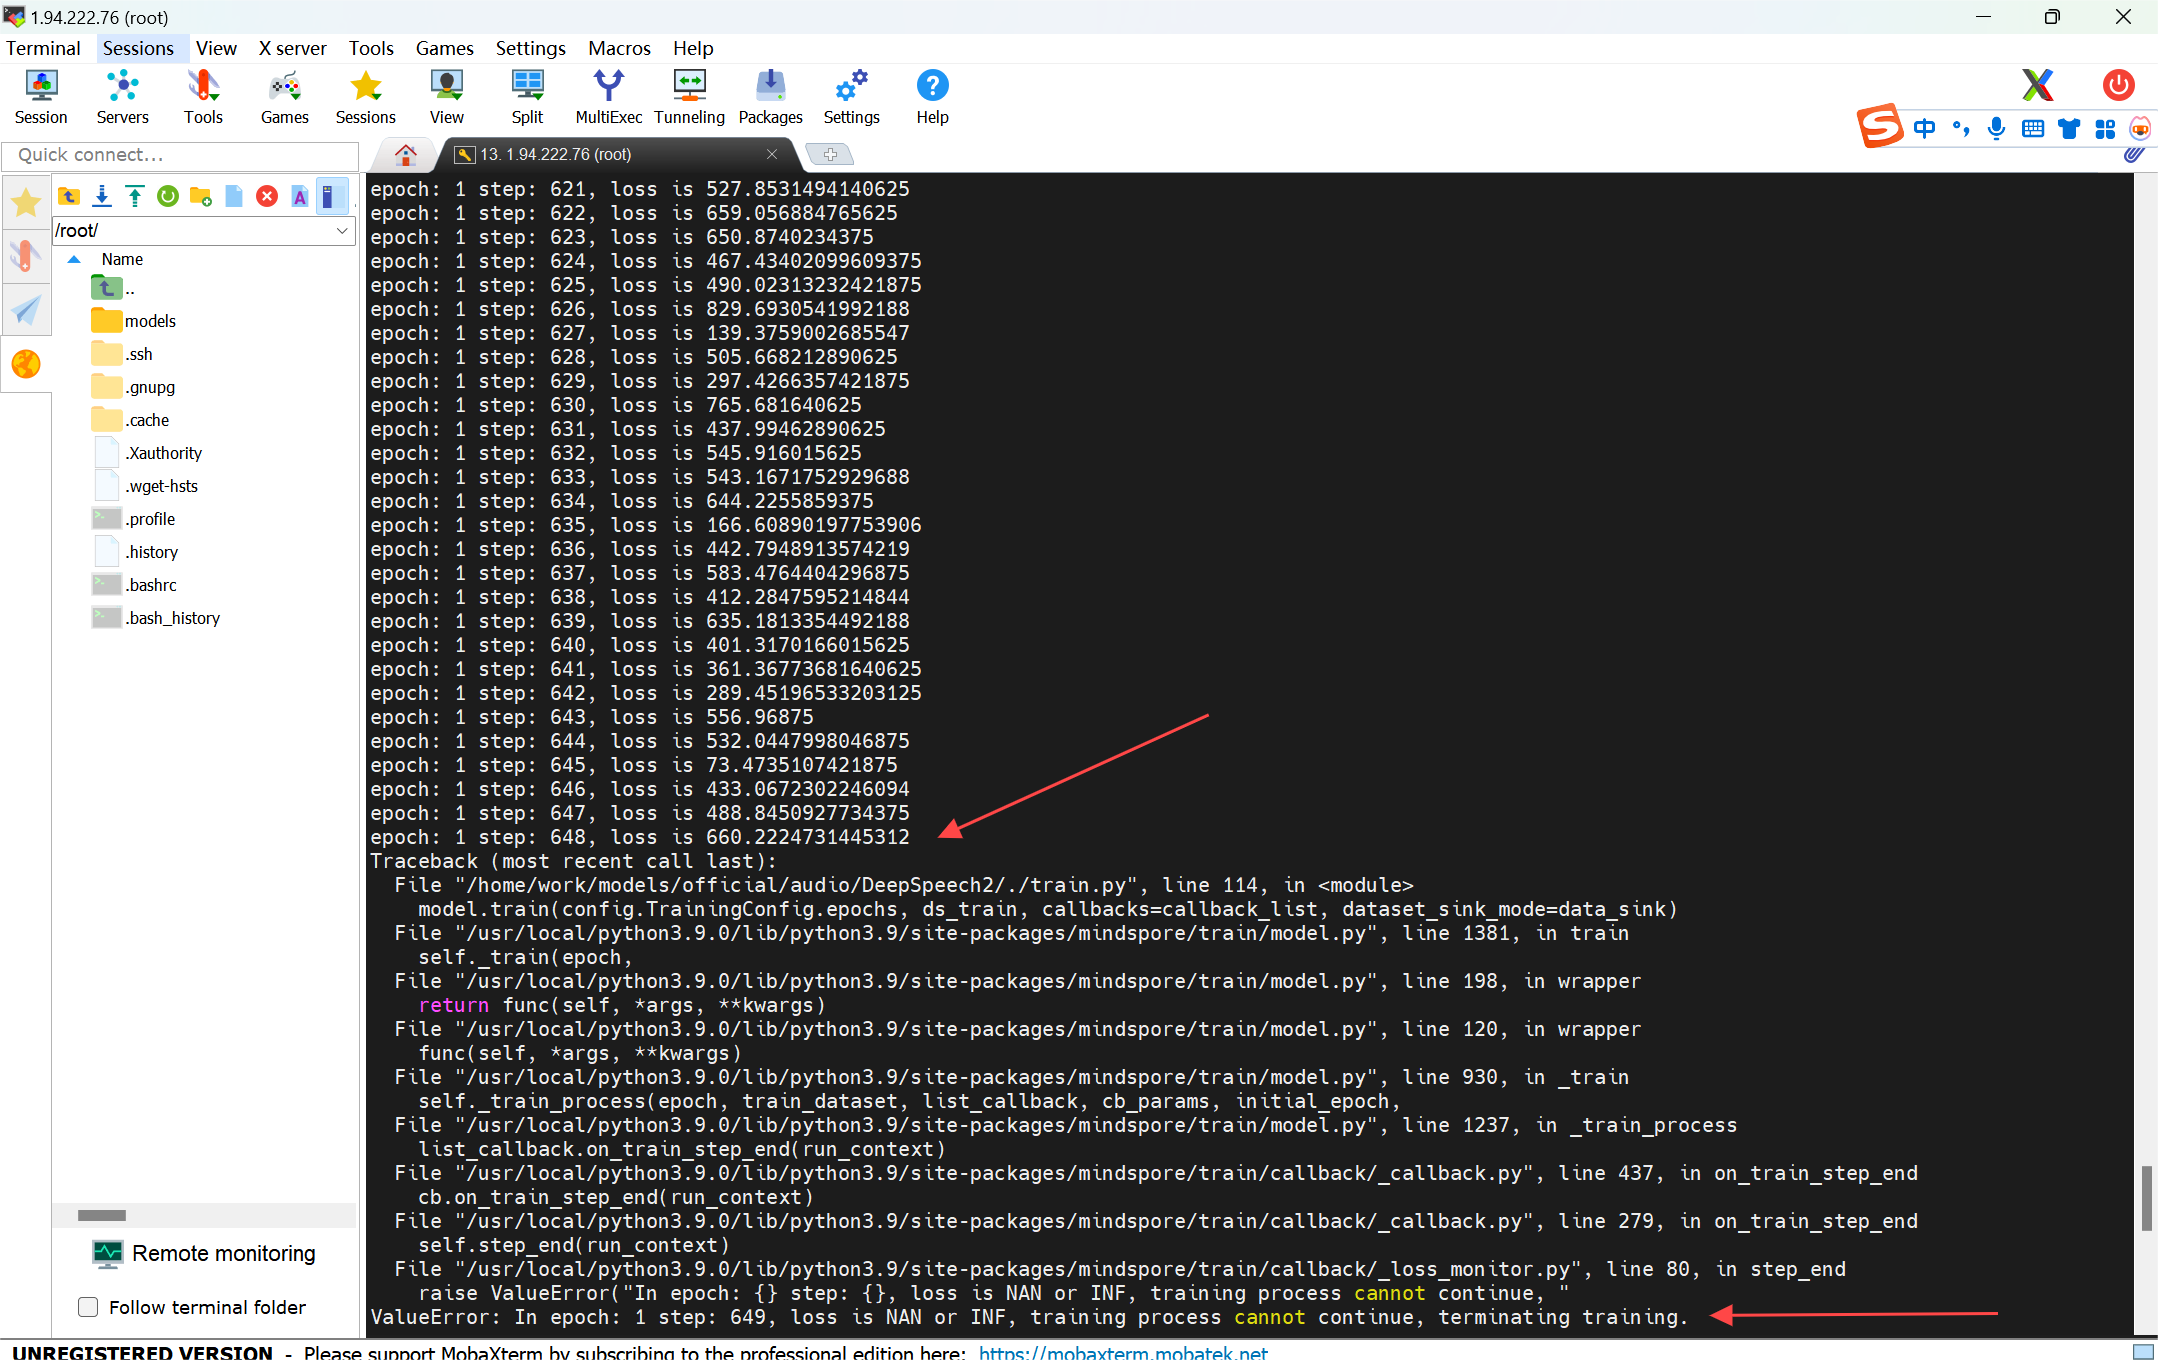 1.94.222.76 (root)
Terminal Sessions View X server Tools Games Settings Macros Help
Session Servers Tools Games Sessions View Split MultiExec Tunneling Packages Settings Help
中
Quick connect...
13. 1.94.222.76 (root)
/root/
Name
..
models
.ssh
.gnupg
.cache
.Xauthority
.wget-hsts
.profile
.history
.bashrc
.bash_history
Remote monitoring
Follow terminal folder
epoch: 1 step: 621, loss is 527.8531494140625
epoch: 1 step: 622, loss is 659.056884765625
epoch: 1 step: 623, loss is 650.8740234375
epoch: 1 step: 624, loss is 467.43402099609375
epoch: 1 step: 625, loss is 490.02313232421875
epoch: 1 step: 626, loss is 829.6930541992188
epoch: 1 step: 627, loss is 139.3759002685547
epoch: 1 step: 628, loss is 505.668212890625
epoch: 1 step: 629, loss is 297.4266357421875
epoch: 1 step: 630, loss is 765.681640625
epoch: 1 step: 631, loss is 437.99462890625
epoch: 1 step: 632, loss is 545.916015625
epoch: 1 step: 633, loss is 543.1671752929688
epoch: 1 step: 634, loss is 644.2255859375
epoch: 1 step: 635, loss is 166.60890197753906
epoch: 1 step: 636, loss is 442.7948913574219
epoch: 1 step: 637, loss is 583.4764404296875
epoch: 1 step: 638, loss is 412.2847595214844
epoch: 1 step: 639, loss is 635.1813354492188
epoch: 1 step: 640, loss is 401.3170166015625
epoch: 1 step: 641, loss is 361.36773681640625
epoch: 1 step: 642, loss is 289.45196533203125
epoch: 1 step: 643, loss is 556.96875
epoch: 1 step: 644, loss is 532.0447998046875
epoch: 1 step: 645, loss is 73.4735107421875
epoch: 1 step: 646, loss is 433.0672302246094
epoch: 1 step: 647, loss is 488.8450927734375
epoch: 1 step: 648, loss is 660.2224731445312
Traceback (most recent call last):
File "/home/work/models/official/audio/DeepSpeech2/./train.py", line 114, in <module>
model.train(config.TrainingConfig.epochs, ds_train, callbacks=callback_list, dataset_sink_mode=data_sink)
File "/usr/local/python3.9.0/lib/python3.9/site-packages/mindspore/train/model.py", line 1381, in train
self._train(epoch,
File "/usr/local/python3.9.0/lib/python3.9/site-packages/mindspore/train/model.py", line 198, in wrapper
return func(self, *args, **kwargs)
File "/usr/local/python3.9.0/lib/python3.9/site-packages/mindspore/train/model.py", line 120, in wrapper
func(self, *args, **kwargs)
File "/usr/local/python3.9.0/lib/python3.9/site-packages/mindspore/train/model.py", line 930, in _train
self._train_process(epoch, train_dataset, list_callback, cb_params, initial_epoch,
File "/usr/local/python3.9.0/lib/python3.9/site-packages/mindspore/train/model.py", line 1237, in _train_process
list_callback.on_train_step_end(run_context)
File "/usr/local/python3.9.0/lib/python3.9/site-packages/mindspore/train/callback/_callback.py", line 437, in on_train_step_end
cb.on_train_step_end(run_context)
File "/usr/local/python3.9.0/lib/python3.9/site-packages/mindspore/train/callback/_callback.py", line 279, in on_train_step_end
self.step_end(run_context)
File "/usr/local/python3.9.0/lib/python3.9/site-packages/mindspore/train/callback/_loss_monitor.py", line 80, in step_end
raise ValueError("In epoch: {} step: {}, loss is NAN or INF, training process cannot continue, "
ValueError: In epoch: 1 step: 649, loss is NAN or INF, training process cannot continue, terminating training.
UNREGISTERED VERSION - Please support MobaXterm by subscribing to the professional edition here: https://mobaxterm.mobatek.net